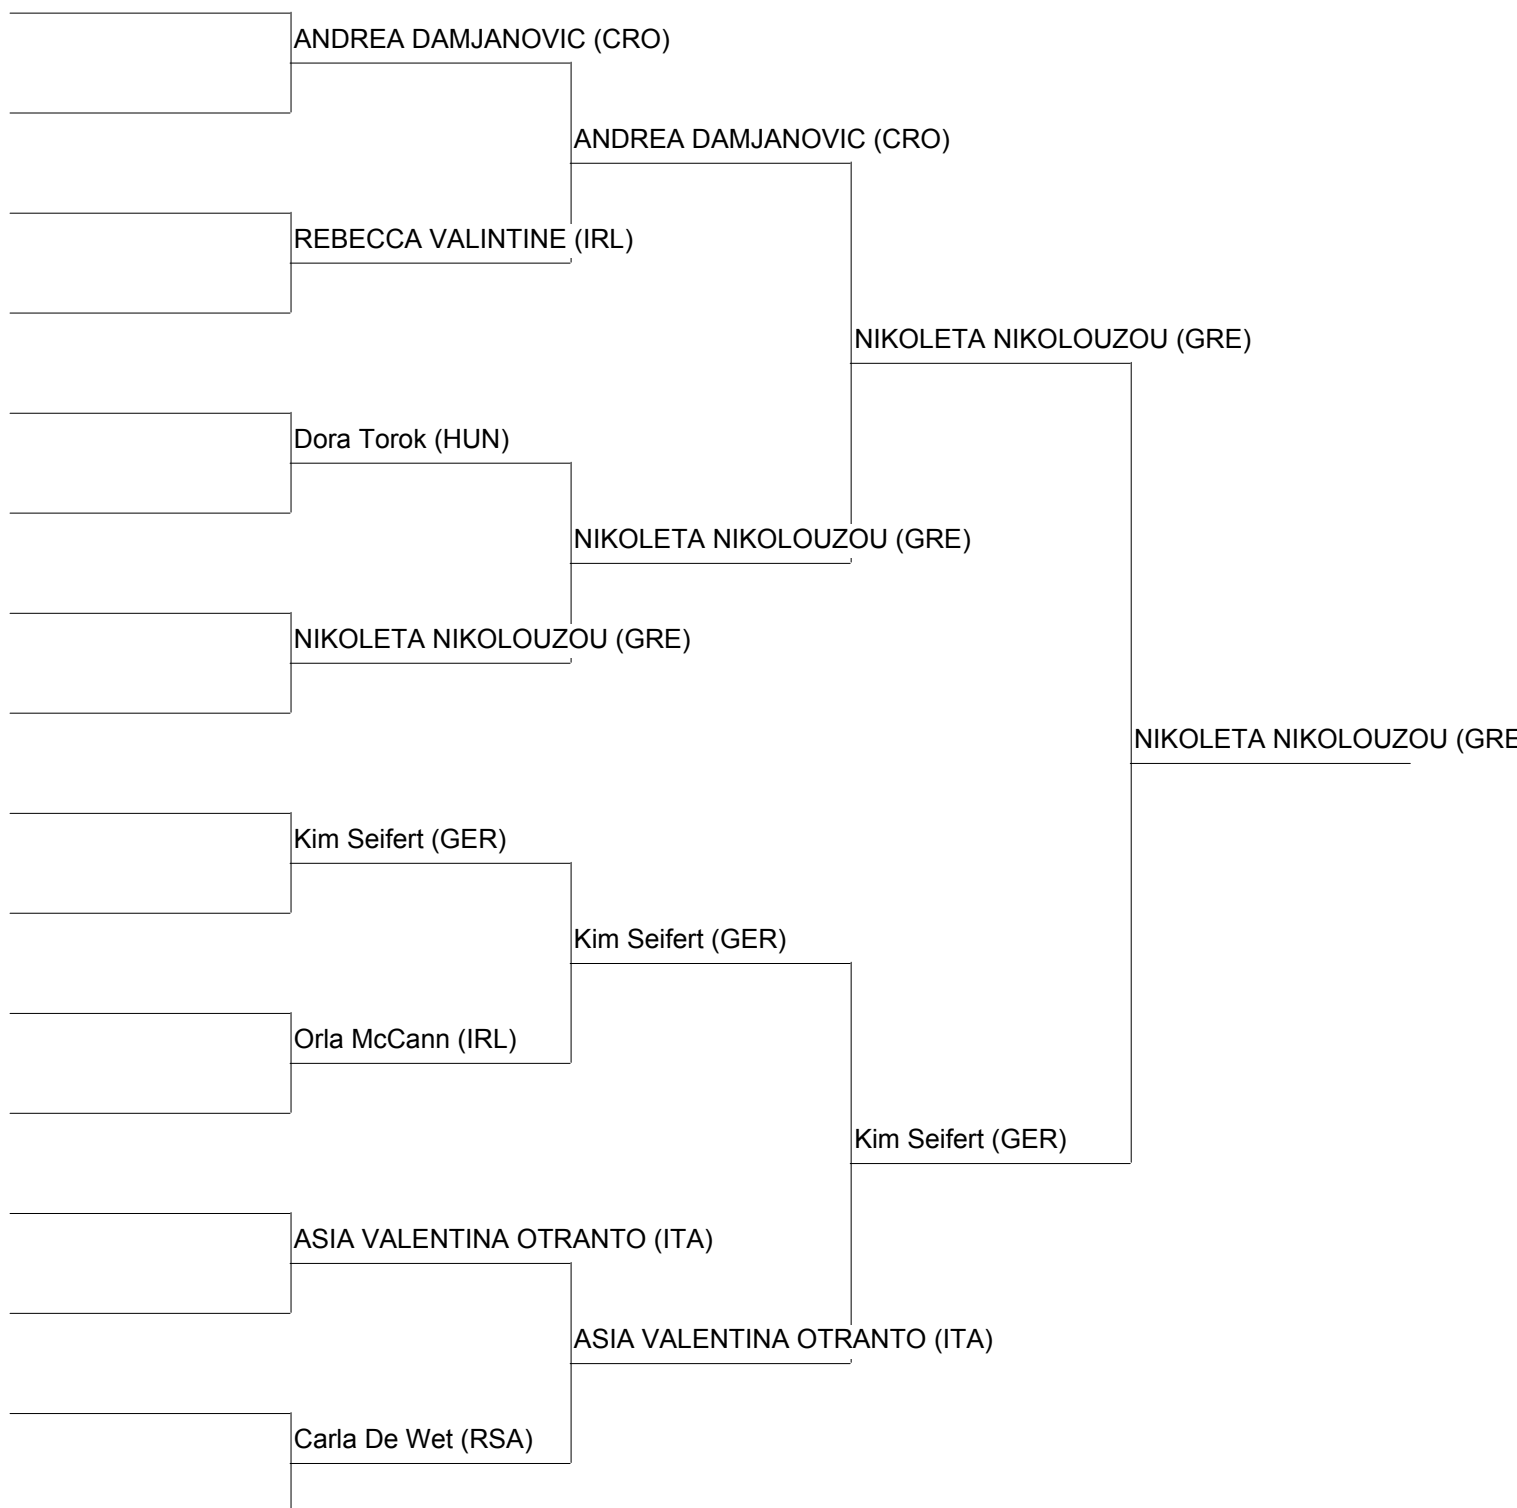 ANDREA DAMJANOVIC (CRO)
ANDREA DAMJANOVIC (CRO)
REBECCA VALINTINE (IRL)
NIKOLETA NIKOLOUZOU (GRE)
Dora Torok (HUN)
NIKOLETA NIKOLOUZOU (GRE)
NIKOLETA NIKOLOUZOU (GRE)
NIKOLETA NIKOLOUZOU (GRE
Kim Seifert (GER)
Kim Seifert (GER)
Orla McCann (IRL)
Kim Seifert (GER)
ASIA VALENTINA OTRANTO (ITA)
ASIA VALENTINA OTRANTO (ITA)
Carla De Wet (RSA)